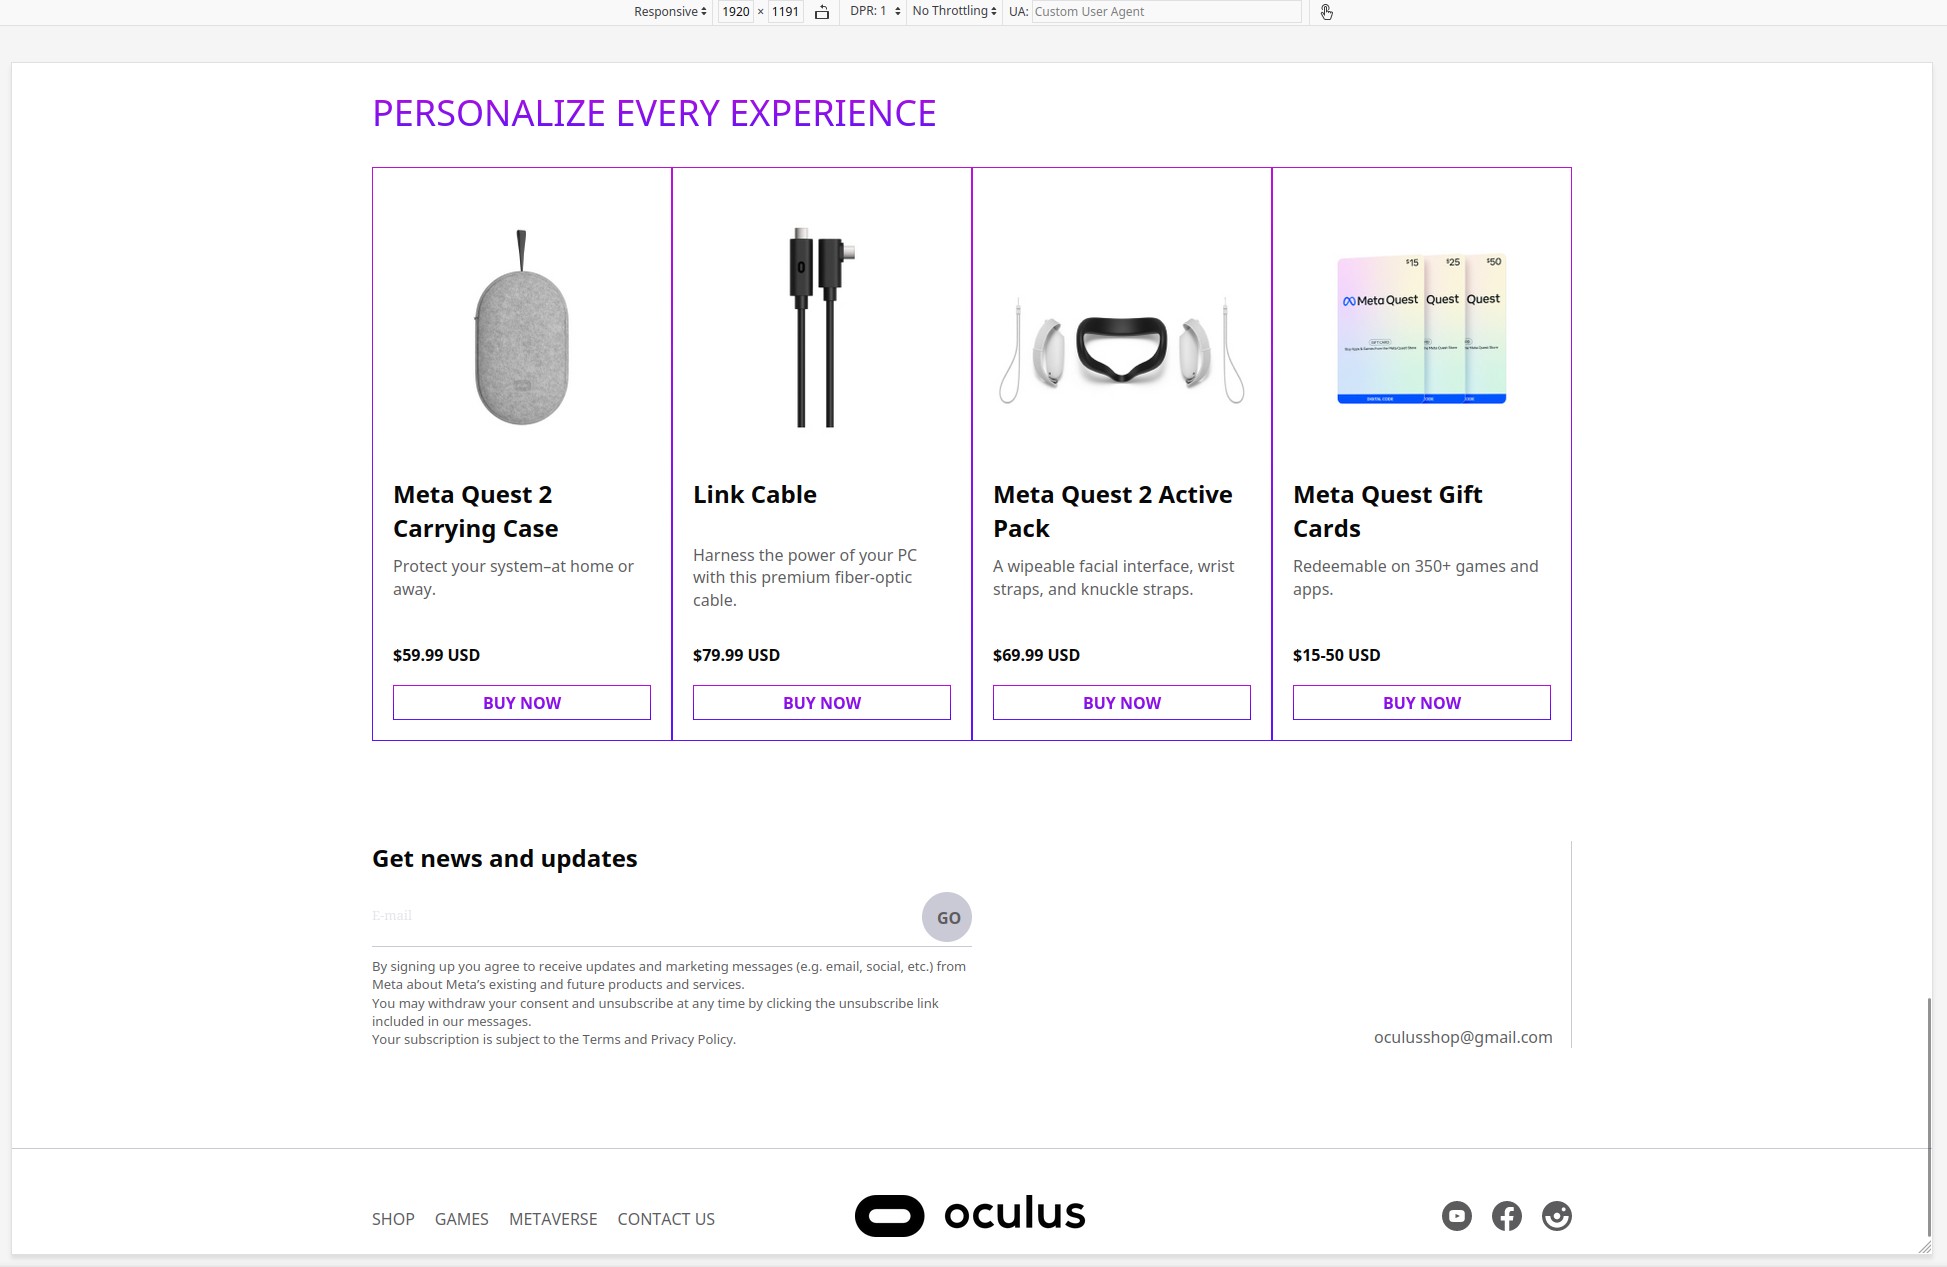 Responsive 1920 × 1191 DPR: 1 No Throttling UA: Custom User Agent
PERSONALIZE EVERY EXPERIENCE
$15 $25 $50
Meta Quest Quest Quest
GIFT CARD
DIGITAL CODE CODE CODE
Meta Quest 2
Carrying Case
Protect your system–at home or
away.
$59.99 USD
BUY NOW
Link Cable
Harness the power of your PC
with this premium fiber-optic
cable.
$79.99 USD
BUY NOW
Meta Quest 2 Active
Pack
A wipeable facial interface, wrist
straps, and knuckle straps.
$69.99 USD
BUY NOW
Meta Quest Gift
Cards
Redeemable on 350+ games and
apps.
$15-50 USD
BUY NOW
Get news and updates
E-mail
GO
By signing up you agree to receive updates and marketing messages (e.g. email, social, etc.) from
Meta about Meta’s existing and future products and services.
You may withdraw your consent and unsubscribe at any time by clicking the unsubscribe link
included in our messages.
Your subscription is subject to the Terms and Privacy Policy.
oculusshop@gmail.com
SHOP GAMES METAVERSE CONTACT US
oculus